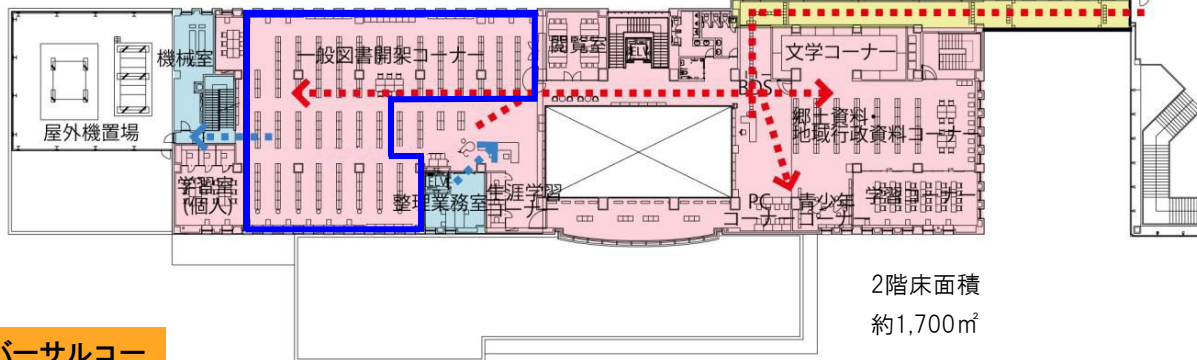 機械室
一般図書開架コーナー
閲覧室
ELV
文学コーナー
BDS
屋外機置場
郷土資料・
地域行政資料コーナー
学習室
(個人)
ELV
整理業務室
生涯学習
コーナー
PC
コーナー
青少年
コーナー
学習コーナー
2階床面積
約1,700㎡
バーサルコー